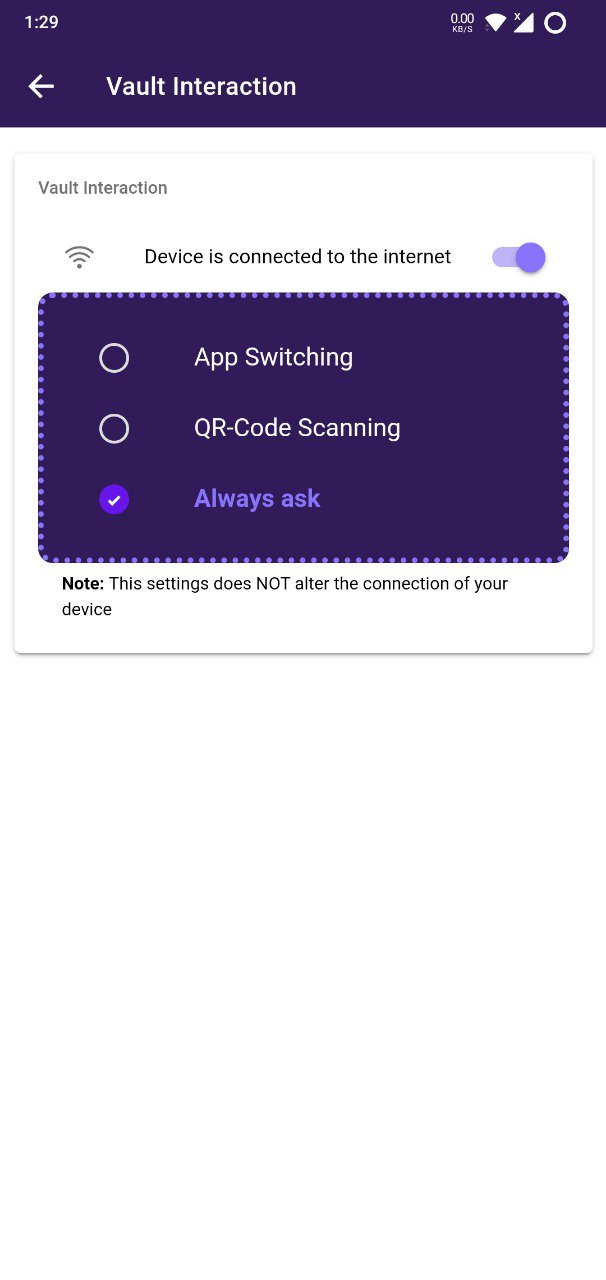 1:29
0.00
KB/S
x
Vault Interaction
Vault Interaction
Device is connected to the internet
App Switching
QR-Code Scanning
Always ask
Note: This settings does NOT alter the connection of your
device